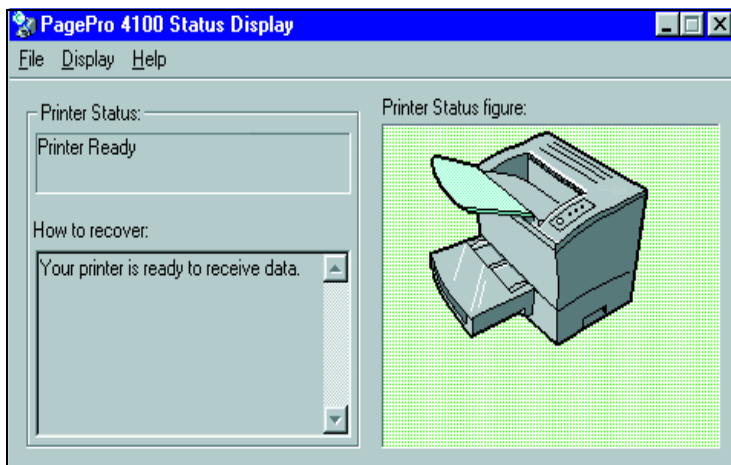 PagePro 4100 Status Display
File Display Help
Printer Status:
Printer Ready
How to recover:
Your printer is ready to receive data.
Printer Status figure: